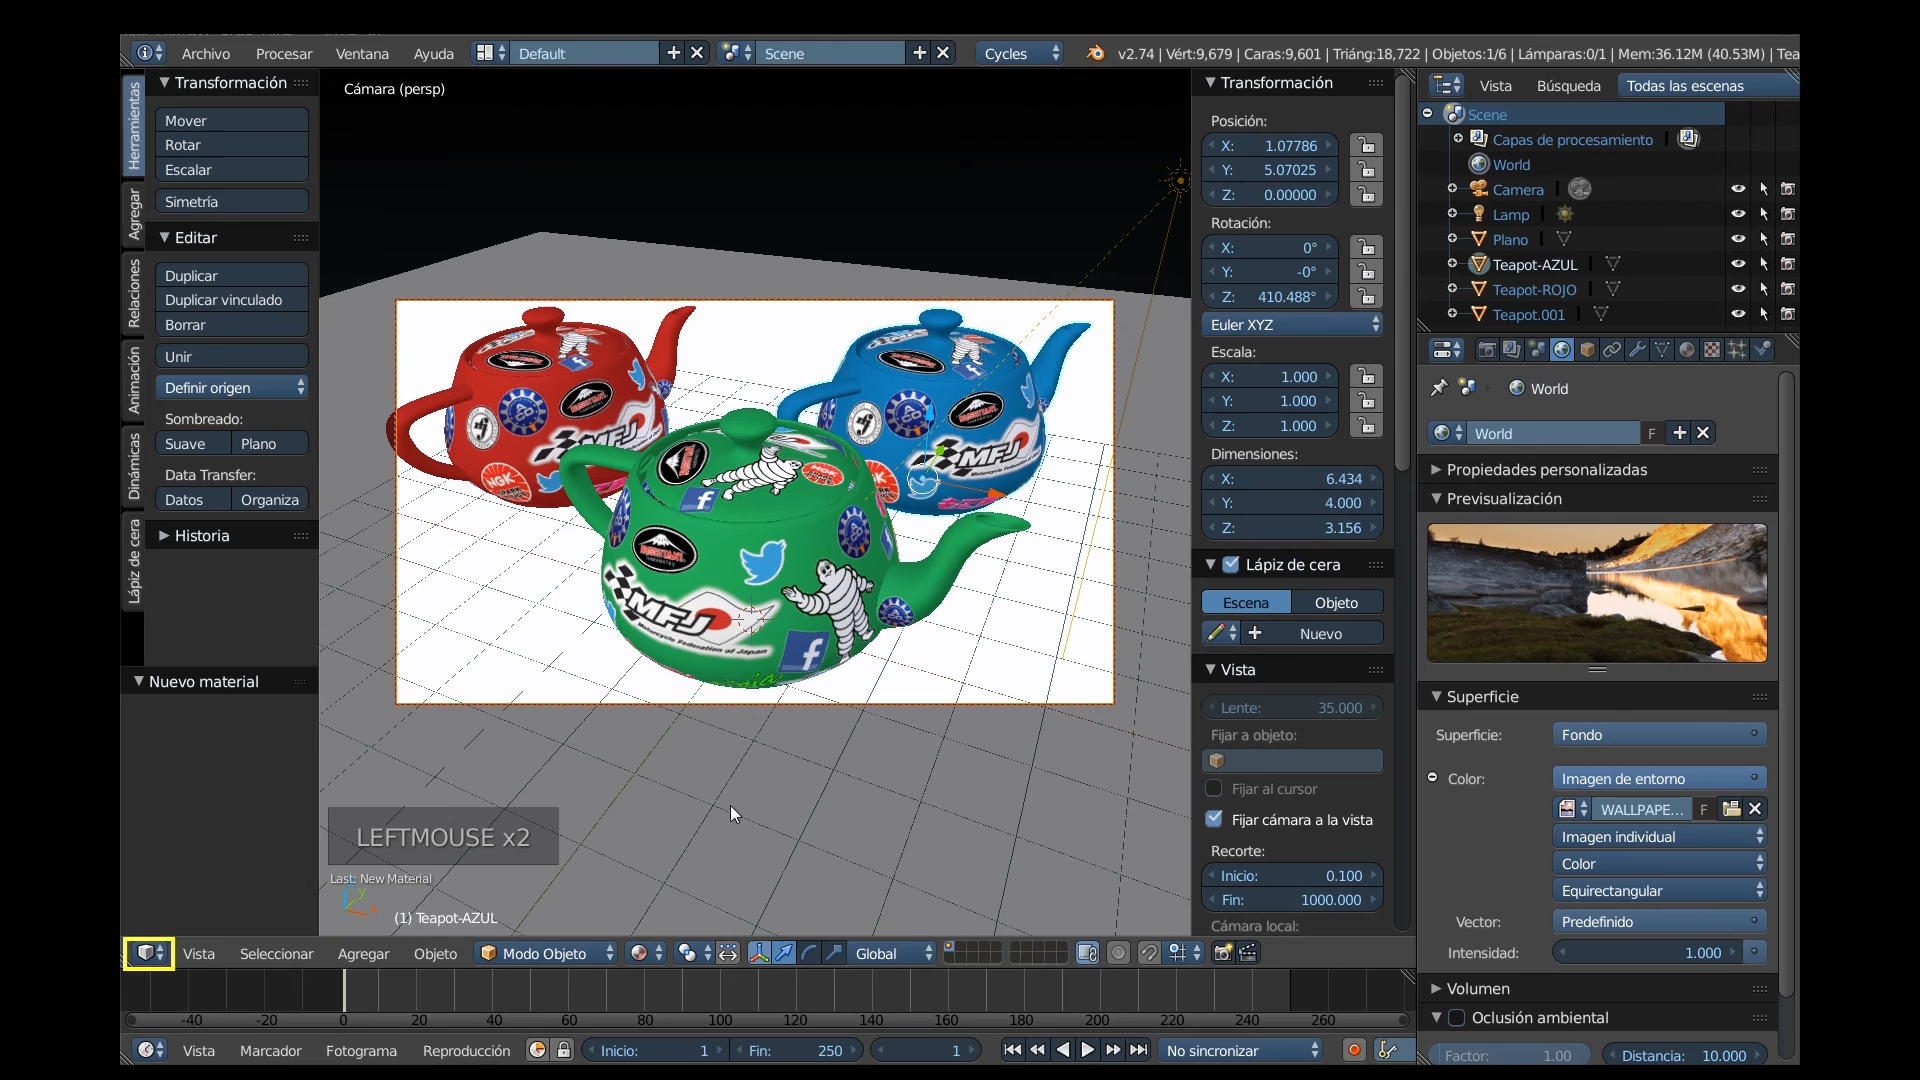 Archivo Procesar Ventana Ayuda Default Scene Cycles v2.74 | Vért:9,679 | Caras:9,601 | Triáng:18,722 | Objetos:1/6 | Lámparas:0/1 | Mem:36.12M (40.53M) | Tea
Herramientas
Agregar
Relaciones
Animación
Dinámicas
Lápiz de cera
Transformación
Mover
Rotar
Escalar
Simetría
Editar
Duplicar
Duplicar vinculado
Borrar
Unir
Definir origen
Sombreado:
Suave Plano
Data Transfer:
Datos Organiza
Historia
Nuevo material
Cámara (persp)
NGK
MFJ
Motorcycle Federation
NGK
f
MFJ
Motorcycle Federation of Japan
f
LEFTMOUSE x2
Last: New Material
(1) Teapot-AZUL
Transformación
Posición:
X: 1.07786
Y: 5.07025
Z: 0.00000
Rotación:
X: 0°
Y: -0°
Z: 410.488°
Euler XYZ
Escala:
X: 1.000
Y: 1.000
Z: 1.000
Dimensiones:
X: 6.434
Y: 4.000
Z: 3.156
Lápiz de cera
Escena Objeto
Nuevo
Vista
Lente: 35.000
Fijar a objeto:
Fijar al cursor
Fijar cámara a la vista
Recorte:
Inicio: 0.100
Fin: 1000.000
Cámara local:
Vista Búsqueda Todas las escenas
Scene
Capas de procesamiento
World
Camera
Lamp
Plano
Teapot-AZUL
Teapot-ROJO
Teapot.001
World
World F
Propiedades personalizadas
Previsualización
Superficie
Superficie: Fondo
Color: Imagen de entorno
WALLPAPE... F
Imagen individual
Color
Equirectangular
Vector: Predefinido
Intensidad: 1.000
Volumen
Oclusión ambiental
Factor: 1.00 Distancia: 10.000
Vista Seleccionar Agregar Objeto Modo Objeto Global
-40 -20 0 20 40 60 80 100 120 140 160 180 200 220 240 260
Vista Marcador Fotograma Reproducción Inicio: 1 Fin: 250 1 No sincronizar